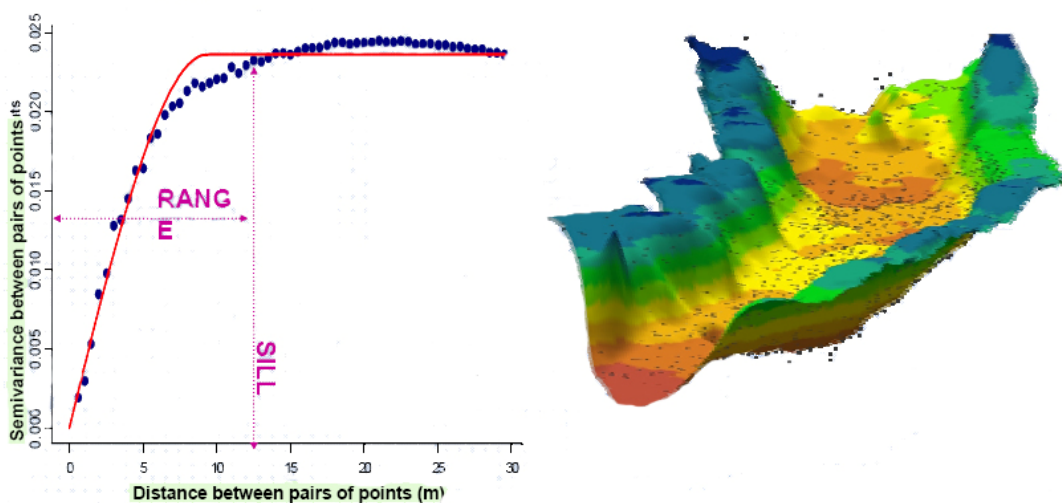 0.025
0.020
0.015
0.010
0.005
0.000
Semivariance between pairs of points its
RANG
E
SILL
0 5 10 15 20 25 30
Distance between pairs of points (m)